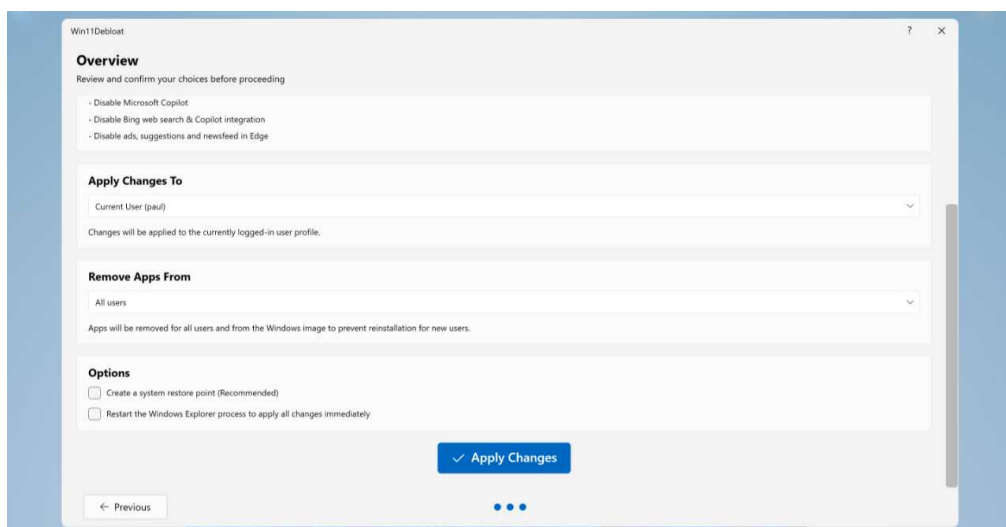 Win11Debloat
?
Overview
Review and confirm your choices before proceeding
- Disable Microsoft Copilot
- Disable Bing web search & Copilot integration
- Disable ads, suggestions and newsfeed in Edge
Apply Changes To
Current User (paul)
Changes will be applied to the currently logged-in user profile.
Remove Apps From
All users
Apps will be removed for all users and from the Windows image to prevent reinstallation for new users.
Options
Create a system restore point (Recommended)
Restart the Windows Explorer process to apply all changes immediately
Apply Changes
Previous